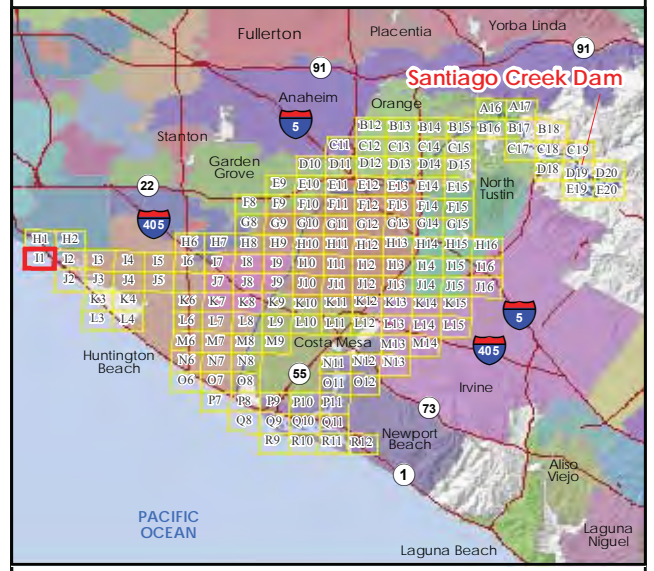 Yorba Linda
Fullerton
Placentia
91
91
Santiago Creek Dam
Anaheim
Orange
A16 A17
5
B12 B13 B14 B15 B16 B17 B18
Stanton
C11 C12 C13 C14 C15 C17 C18 C19
Garden
Grove
D10 D11 D12 D13 D14 D15 D18 D19 D20
22
E9 E10 E11 E12 E13 E14 E15 E19 E20
North
Tustin
F8 F9 F10 F11 F12 F13 F14 F15
405
G8 G9 G10 G11 G12 G13 G14 G15
H1 H2 H6 H7 H8 H9 H10 H11 H12 H13 H14 H15 H16
I1 I2 I3 I4 I5 I6 I7 I8 I9 I10 I11 I12 I13 I14 I15 I16
J2 J3 J4 J5 J7 J8 J9 J10 J11 J12 J13 J14 J15 J16
K3 K4 K6 K7 K8 K9 K10 K11 K12 K13 K14 K15
5
L3 L4 L6 L7 L8 L9 L10 L11 L12 L13 L14 L15
M6 M7 M8 M9 Costa Mesa M13 M14
405
Huntington
Beach
N6 N7 N8 N11 N12 N13
55
O6 O7 O8 O11 O12
Irvine
P7 P8 P9 P10 P11
73
Q8 Q9 Q10 Q11
Newport
Beach
R9 R10 R11 R12
1
Aliso
Viejo
PACIFIC
OCEAN
Laguna
Niguel
Laguna Beach